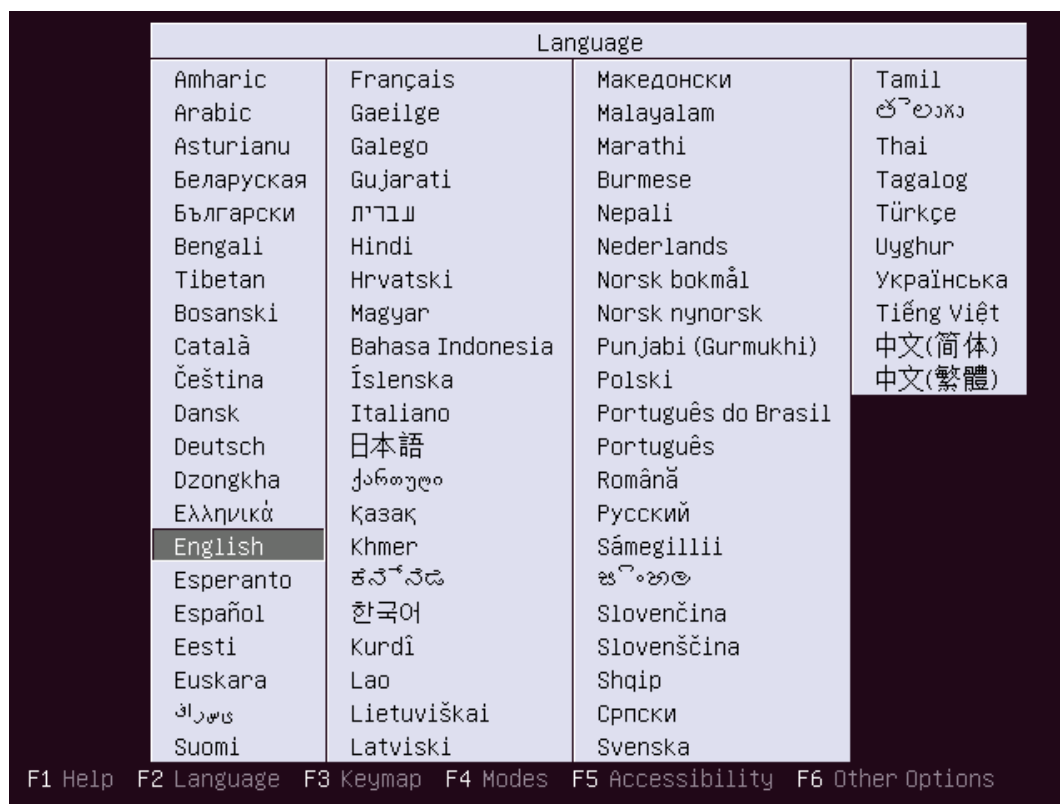 Language
Amharic
Arabic
Asturianu
Беларуская
Български
Bengali
Tibetan
Bosanski
Català
Čeština
Dansk
Deutsch
Dzongkha
Ελληνικά
English
Esperanto
Español
Eesti
Euskara
فارسی
Suomi
Français
Gaeilge
Galego
Gujarati
עברית
Hindi
Hrvatski
Magyar
Bahasa Indonesia
Íslenska
Italiano
日本語
ქართული
Қазақ
Khmer
ಕನ್ನಡ
한국어
Kurdî
Lao
Lietuviškai
Latviski
Македонски
Malayalam
Marathi
Burmese
Nepali
Nederlands
Norsk bokmål
Norsk nynorsk
Punjabi (Gurmukhi)
Polski
Português do Brasil
Português
Română
Русский
Sámegillii
සිංහල
Slovenčina
Slovenščina
Shqip
Српски
Svenska
Tamil
తెలుగు
Thai
Tagalog
Türkçe
Uyghur
Українська
Tiếng Việt
中文(简体)
中文(繁體)
F1 Help F2 Language F3 Keymap F4 Modes F5 Accessibility F6 Other Options